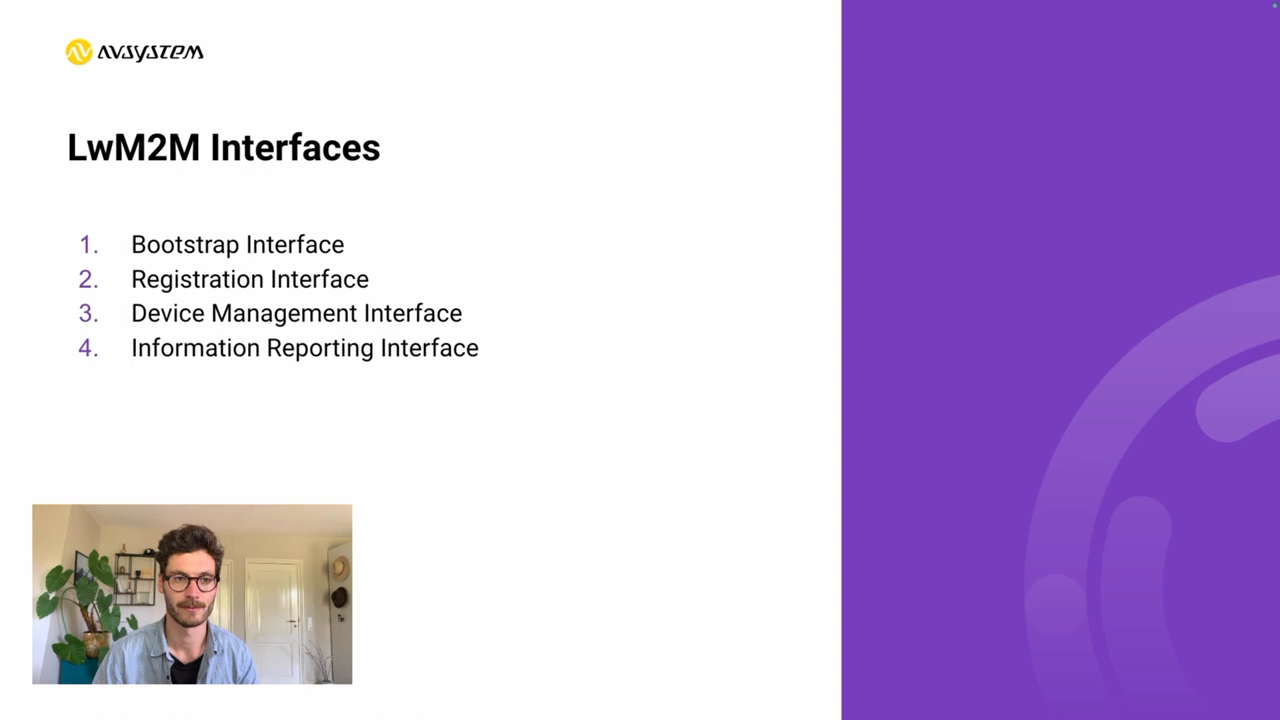 AVSYSTEM
LwM2M Interfaces
1. Bootstrap Interface
2. Registration Interface
3. Device Management Interface
4. Information Reporting Interface